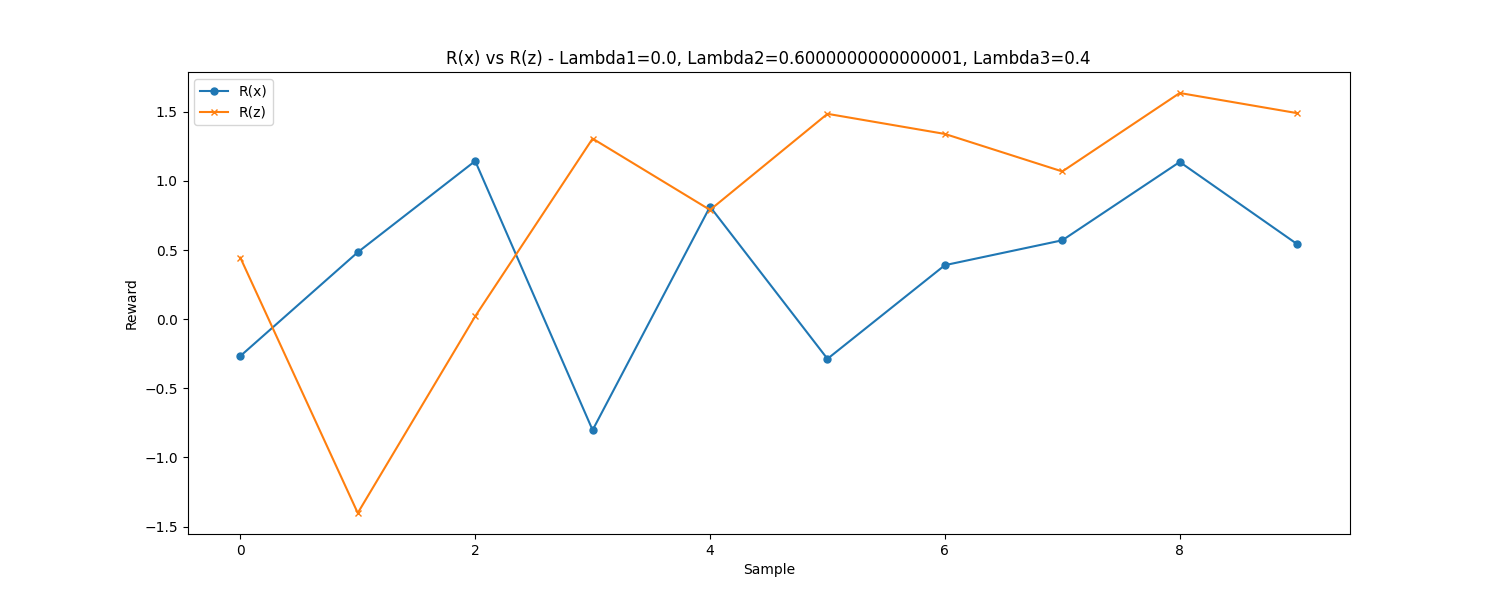 R(x) vs R(z) - Lambda1=0.0, Lambda2=0.6000000000000001, Lambda3=0.4
R(x)
R(z)
1.5
1.0
0.5
0.0
−0.5
−1.0
−1.5
Reward
0 2 4 6 8
Sample